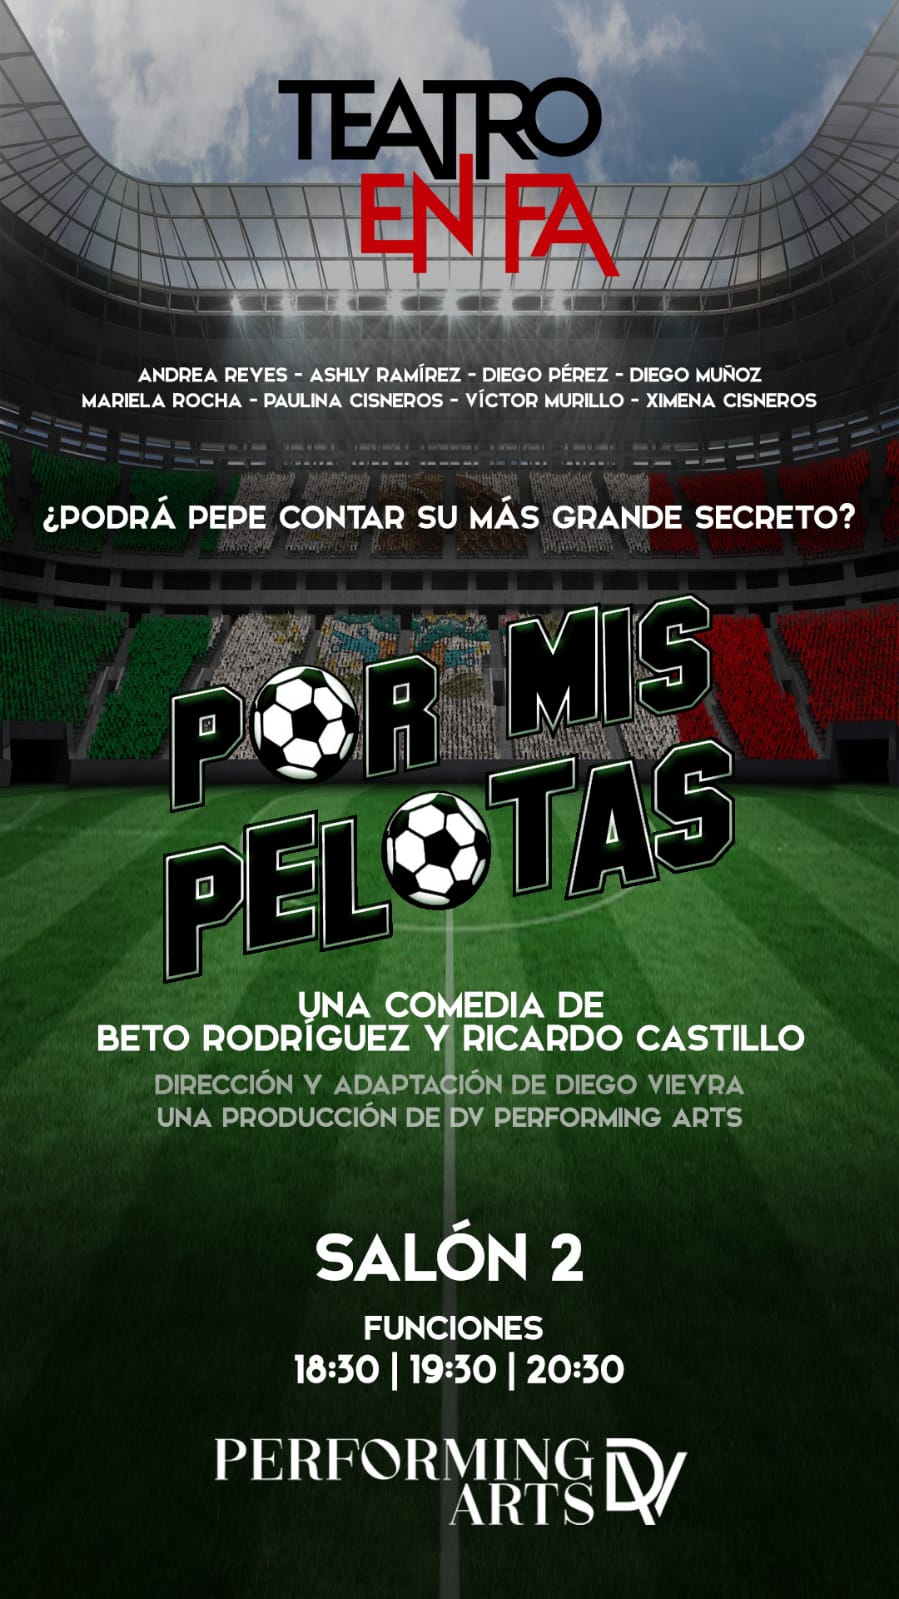 TEATRO
EN FA
ANDREA REYES - ASHLY RAMÍREZ - DIEGO PÉREZ - DIEGO MUÑOZ
MARIELA ROCHA - PAULINA CISNEROS - VÍCTOR MURILLO - XIMENA CISNEROS
¿PODRÁ PEPE CONTAR SU MÁS GRANDE SECRETO?
POR MIS
PELOTAS
UNA COMEDIA DE
BETO RODRÍGUEZ Y RICARDO CASTILLO
DIRECCIÓN Y ADAPTACIÓN DE DIEGO VIEYRA
UNA PRODUCCIÓN DE DV PERFORMING ARTS
SALÓN 2
FUNCIONES
18:30 | 19:30 | 20:30
PERFORMING
ARTS DV